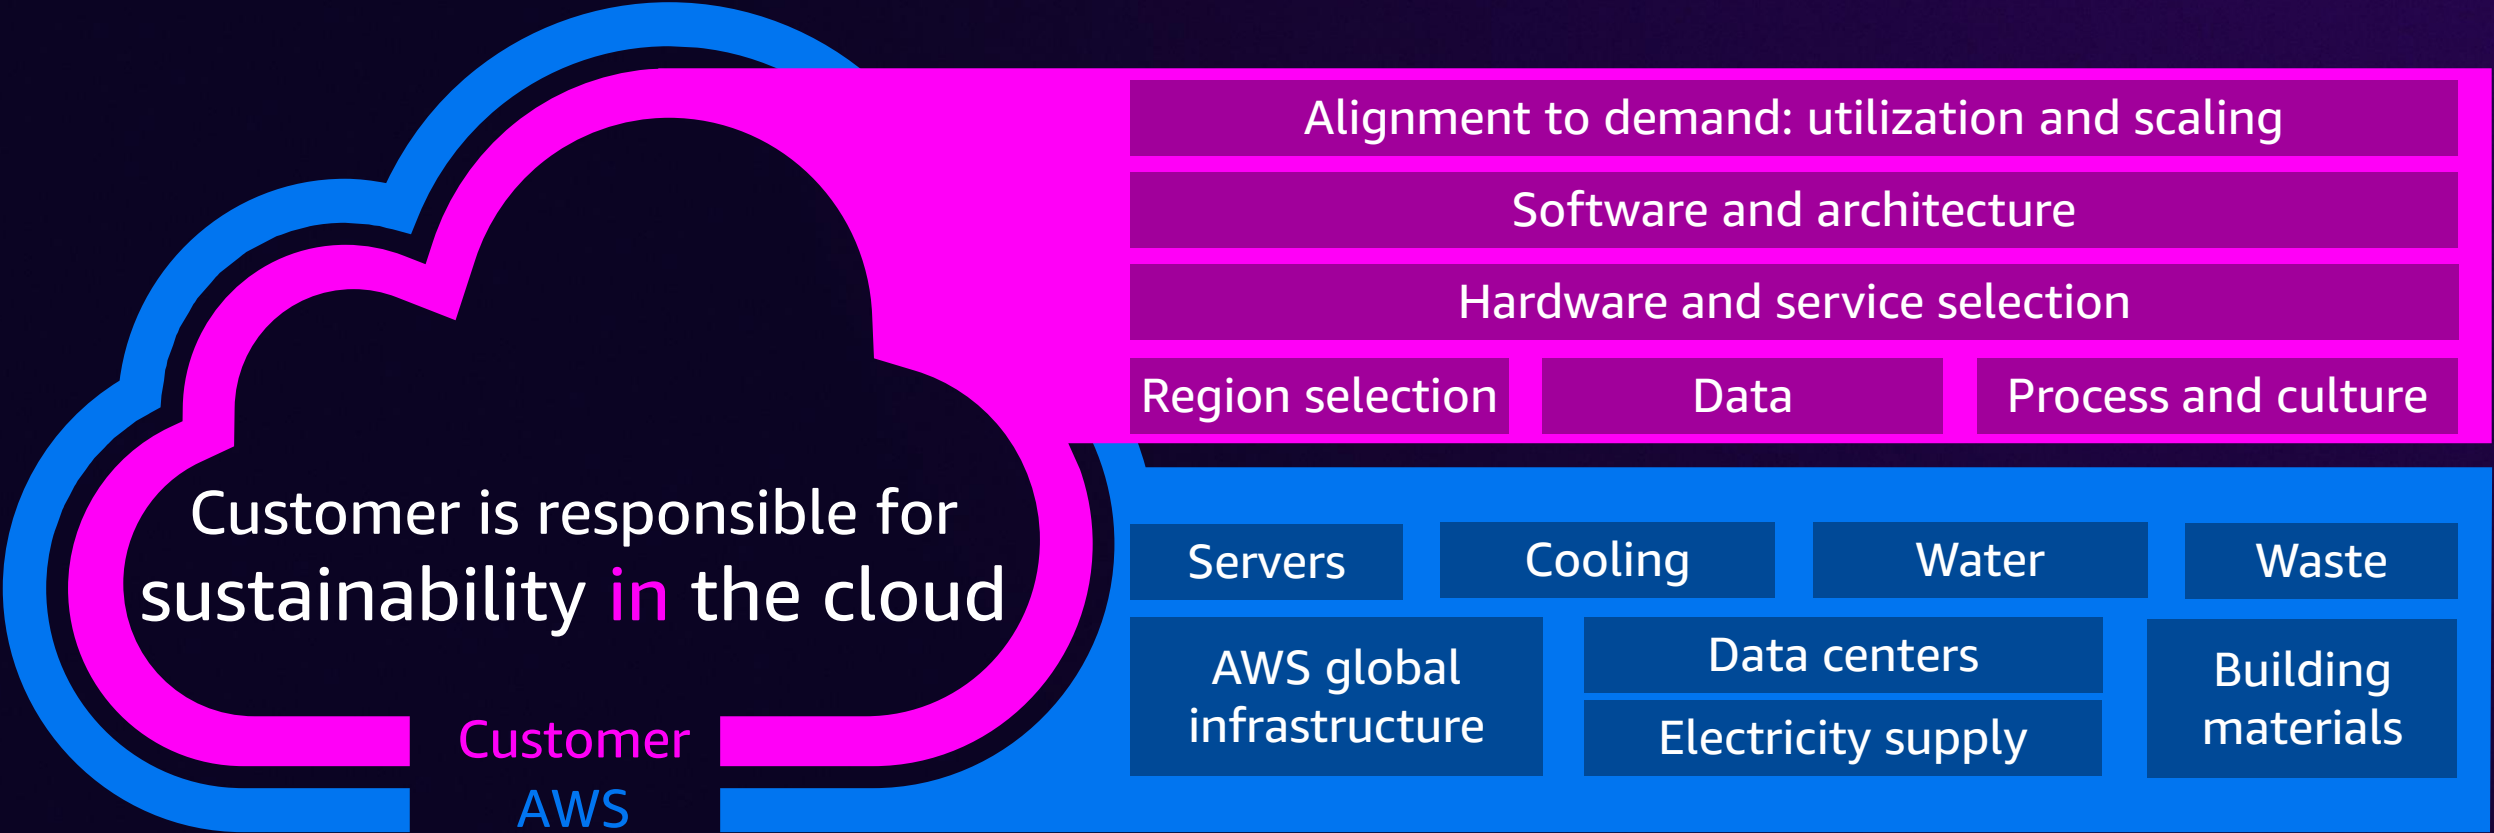 Alignment to demand: utilization and scaling
Software and architecture
Hardware and service selection
Region selection
Data
Process and culture
Customer is responsible for
sustainability in the cloud
Customer
AWS
Servers
Cooling
Water
Waste
AWS global
infrastructure
Data centers
Electricity supply
Building
materials